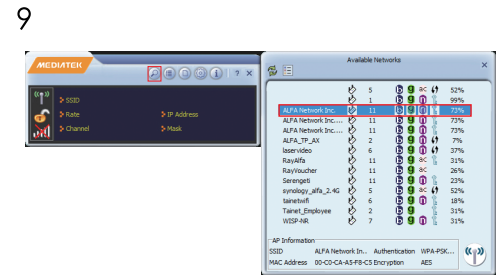 9
MEDIATEK
? ×
SSID
Rate
IP Address
Channel
Mask
Available Networks
×
5 b g ac 52%
1 b g n 99%
ALFA Network Inc. 11 b g n 73%
ALFA Network Inc.... 11 b g n 73%
ALFA Network Inc.... 11 b g n 73%
ALFA_TP_AX 2 b g n 7%
laservideo 6 b g n 37%
RayAlfa 11 b g ac 31%
RayVoucher 11 b g ac 26%
Serengeti 11 b g n 23%
synology_alfa_2.4G 5 b g ac 52%
tainetwifi 6 b g n 18%
Tainet_Employee 2 b g 31%
WISP-NR 7 b g n 31%
AP Information
SSID ALFA Network In.. Authentication WPA-PSK...
MAC Address 00-C0-CA-A5-F8-C5 Encryption AES